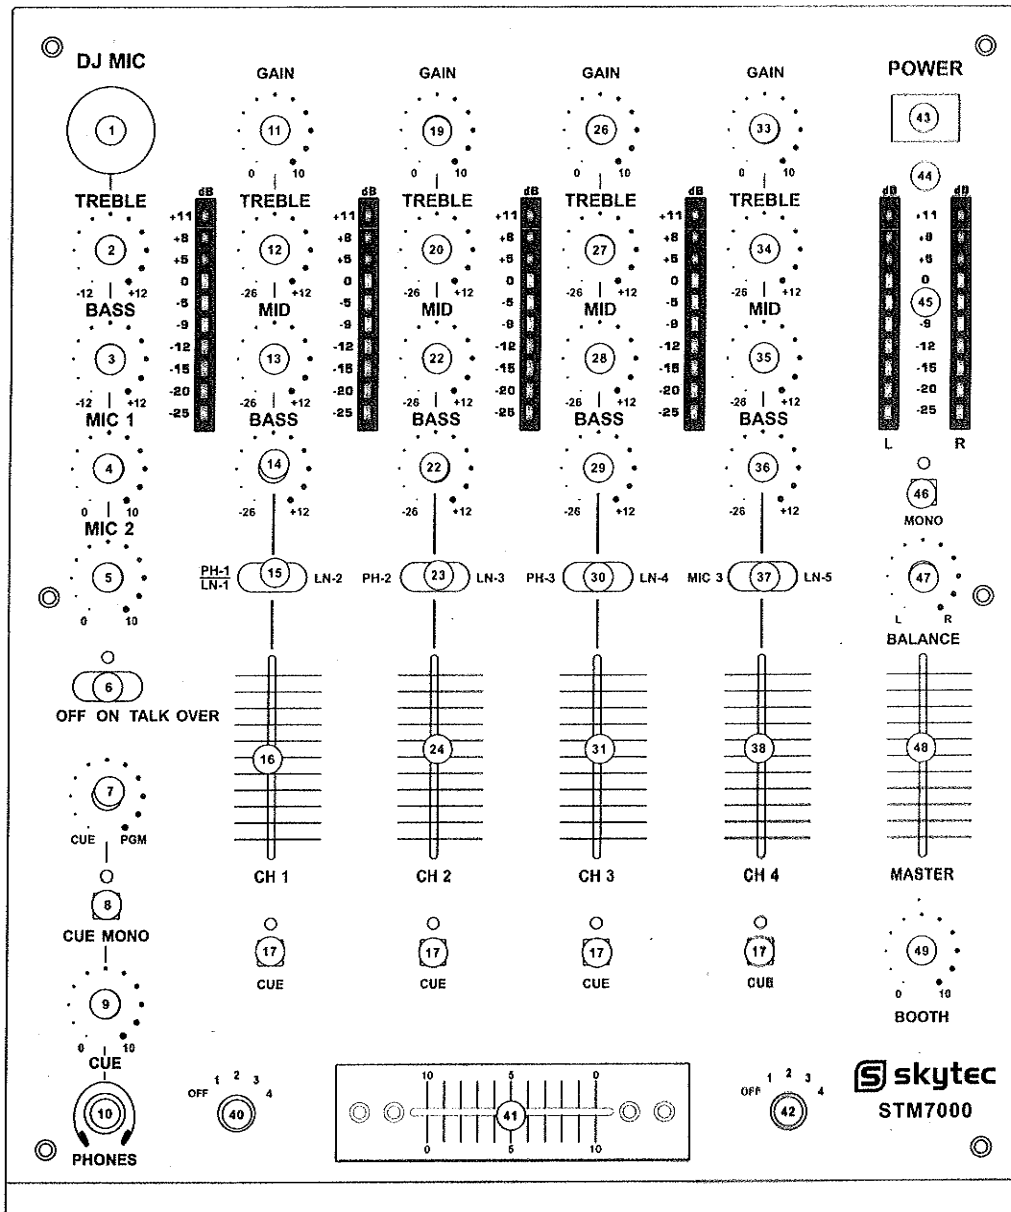 DJ MIC
GAIN GAIN GAIN GAIN
POWER
1 11 19 26 33 43
0 10 0 10 0 10 0 10
44
TREBLE dB TREBLE dB TREBLE dB TREBLE dB TREBLE dB dB
+11 +11 +11 +11 +11
2 +8 12 +8 20 +8 27 +8 34 +8
+5 +5 +5 +5 +5
0 0 0 0 0
-12 +12 -26 +12 -26 +12 -26 +12 -26 +12
-5 -5 -5 -5 45
BASS MID MID MID MID
-9 -9 -9 -9 -9
-12 -12 -12 -12 -12
3 13 22 28 35
-15 -15 -15 -15 -15
-20 -20 -20 -20 -20
-12 +12 -26 +12 -26 +12 -26 +12 -26 +12
-25 -25 -25 -25 -25
MIC 1 BASS BASS BASS BASS
L R
4 14 22 29 36
46
0 10 -26 +12 -26 +12 -26 +12 -26 +12
MONO
MIC 2
5 PH-1 15 LN-2 PH-2 23 LN-3 PH-3 30 LN-4 MIC 3 37 LN-5 47
LN-1
0 10
L R
BALANCE
6
OFF ON TALK OVER
16 24 31 38 48
7
CUE PGM
CH 1 CH 2 CH 3 CH 4 MASTER
8
CUE MONO
17 17 17 17 49
CUE CUE CUE CUE
0 10
BOOTH
9
0 10
CUE
10
PHONES
OFF 1 2 3 4
40
10 5 0
41
0 5 10
OFF 1 2 3 4
42
S skytec
STM7000